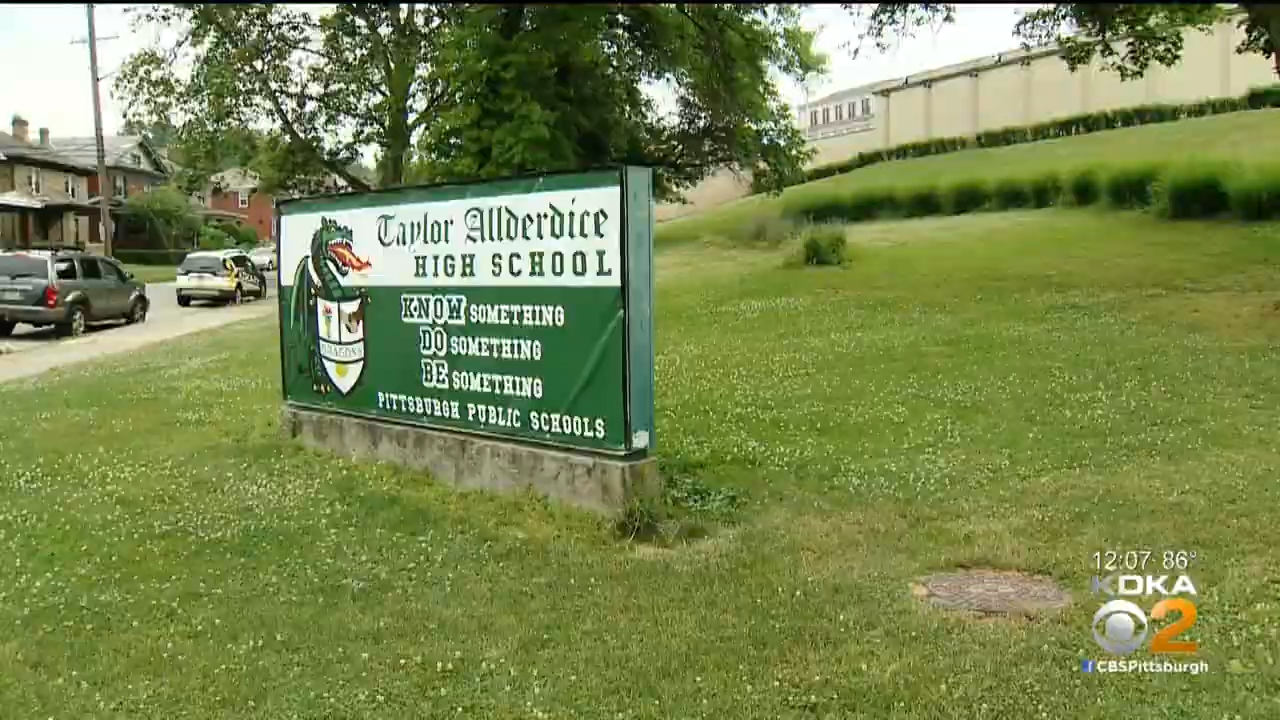 Taylor Allderdice
HIGH SCHOOL
KNOW SOMETHING
DO SOMETHING
BE SOMETHING
PITTSBURGH PUBLIC SCHOOLS
DRAGONS
12:07 86°
KDKA
2
f CBSPittsburgh